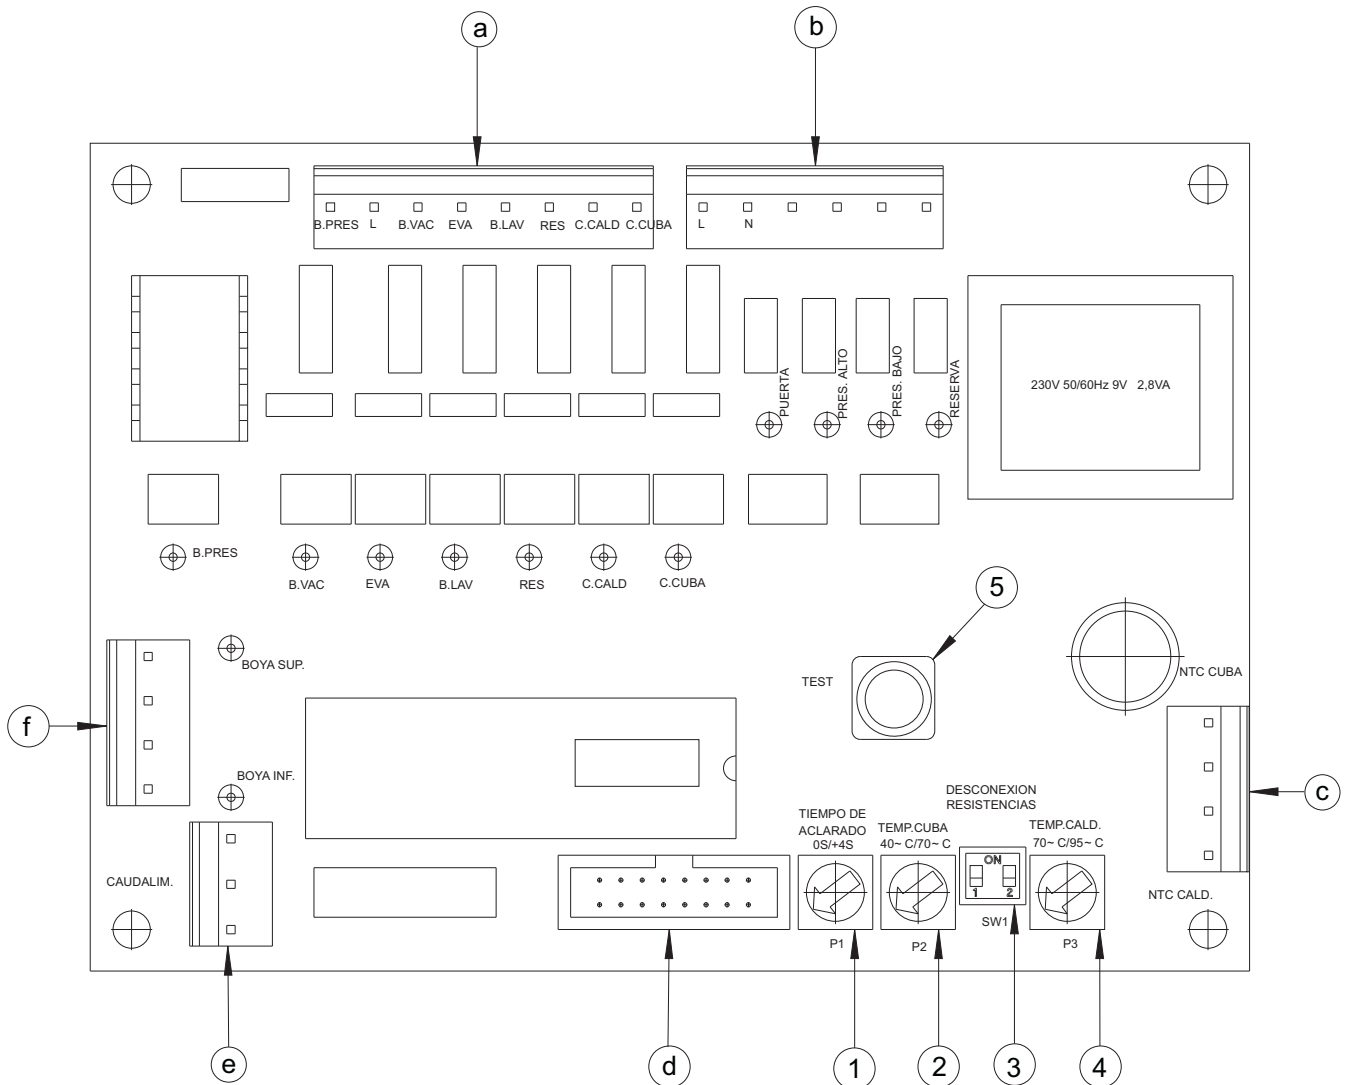 a
b
B.PRES L B.VAC EVA B.LAV RES C.CALD C.CUBA
L N
PUERTA
PRES. ALTO
PRES. BAJO
RESERVA
230V 50/60Hz 9V 2,8VA
B.PRES
B.VAC EVA B.LAV RES C.CALD C.CUBA
5
BOYA SUP.
TEST
NTC CUBA
f
BOYA INF.
c
DESCONEXION
RESISTENCIAS
TIEMPO DE
ACLARADO
0S/+4S
TEMP.CUBA
40~ C/70~ C
TEMP.CALD.
70~ C/95~ C
ON
1 2
CAUDALIM.
NTC CALD.
SW1
P1
P2
P3
e
d
1
2
3
4